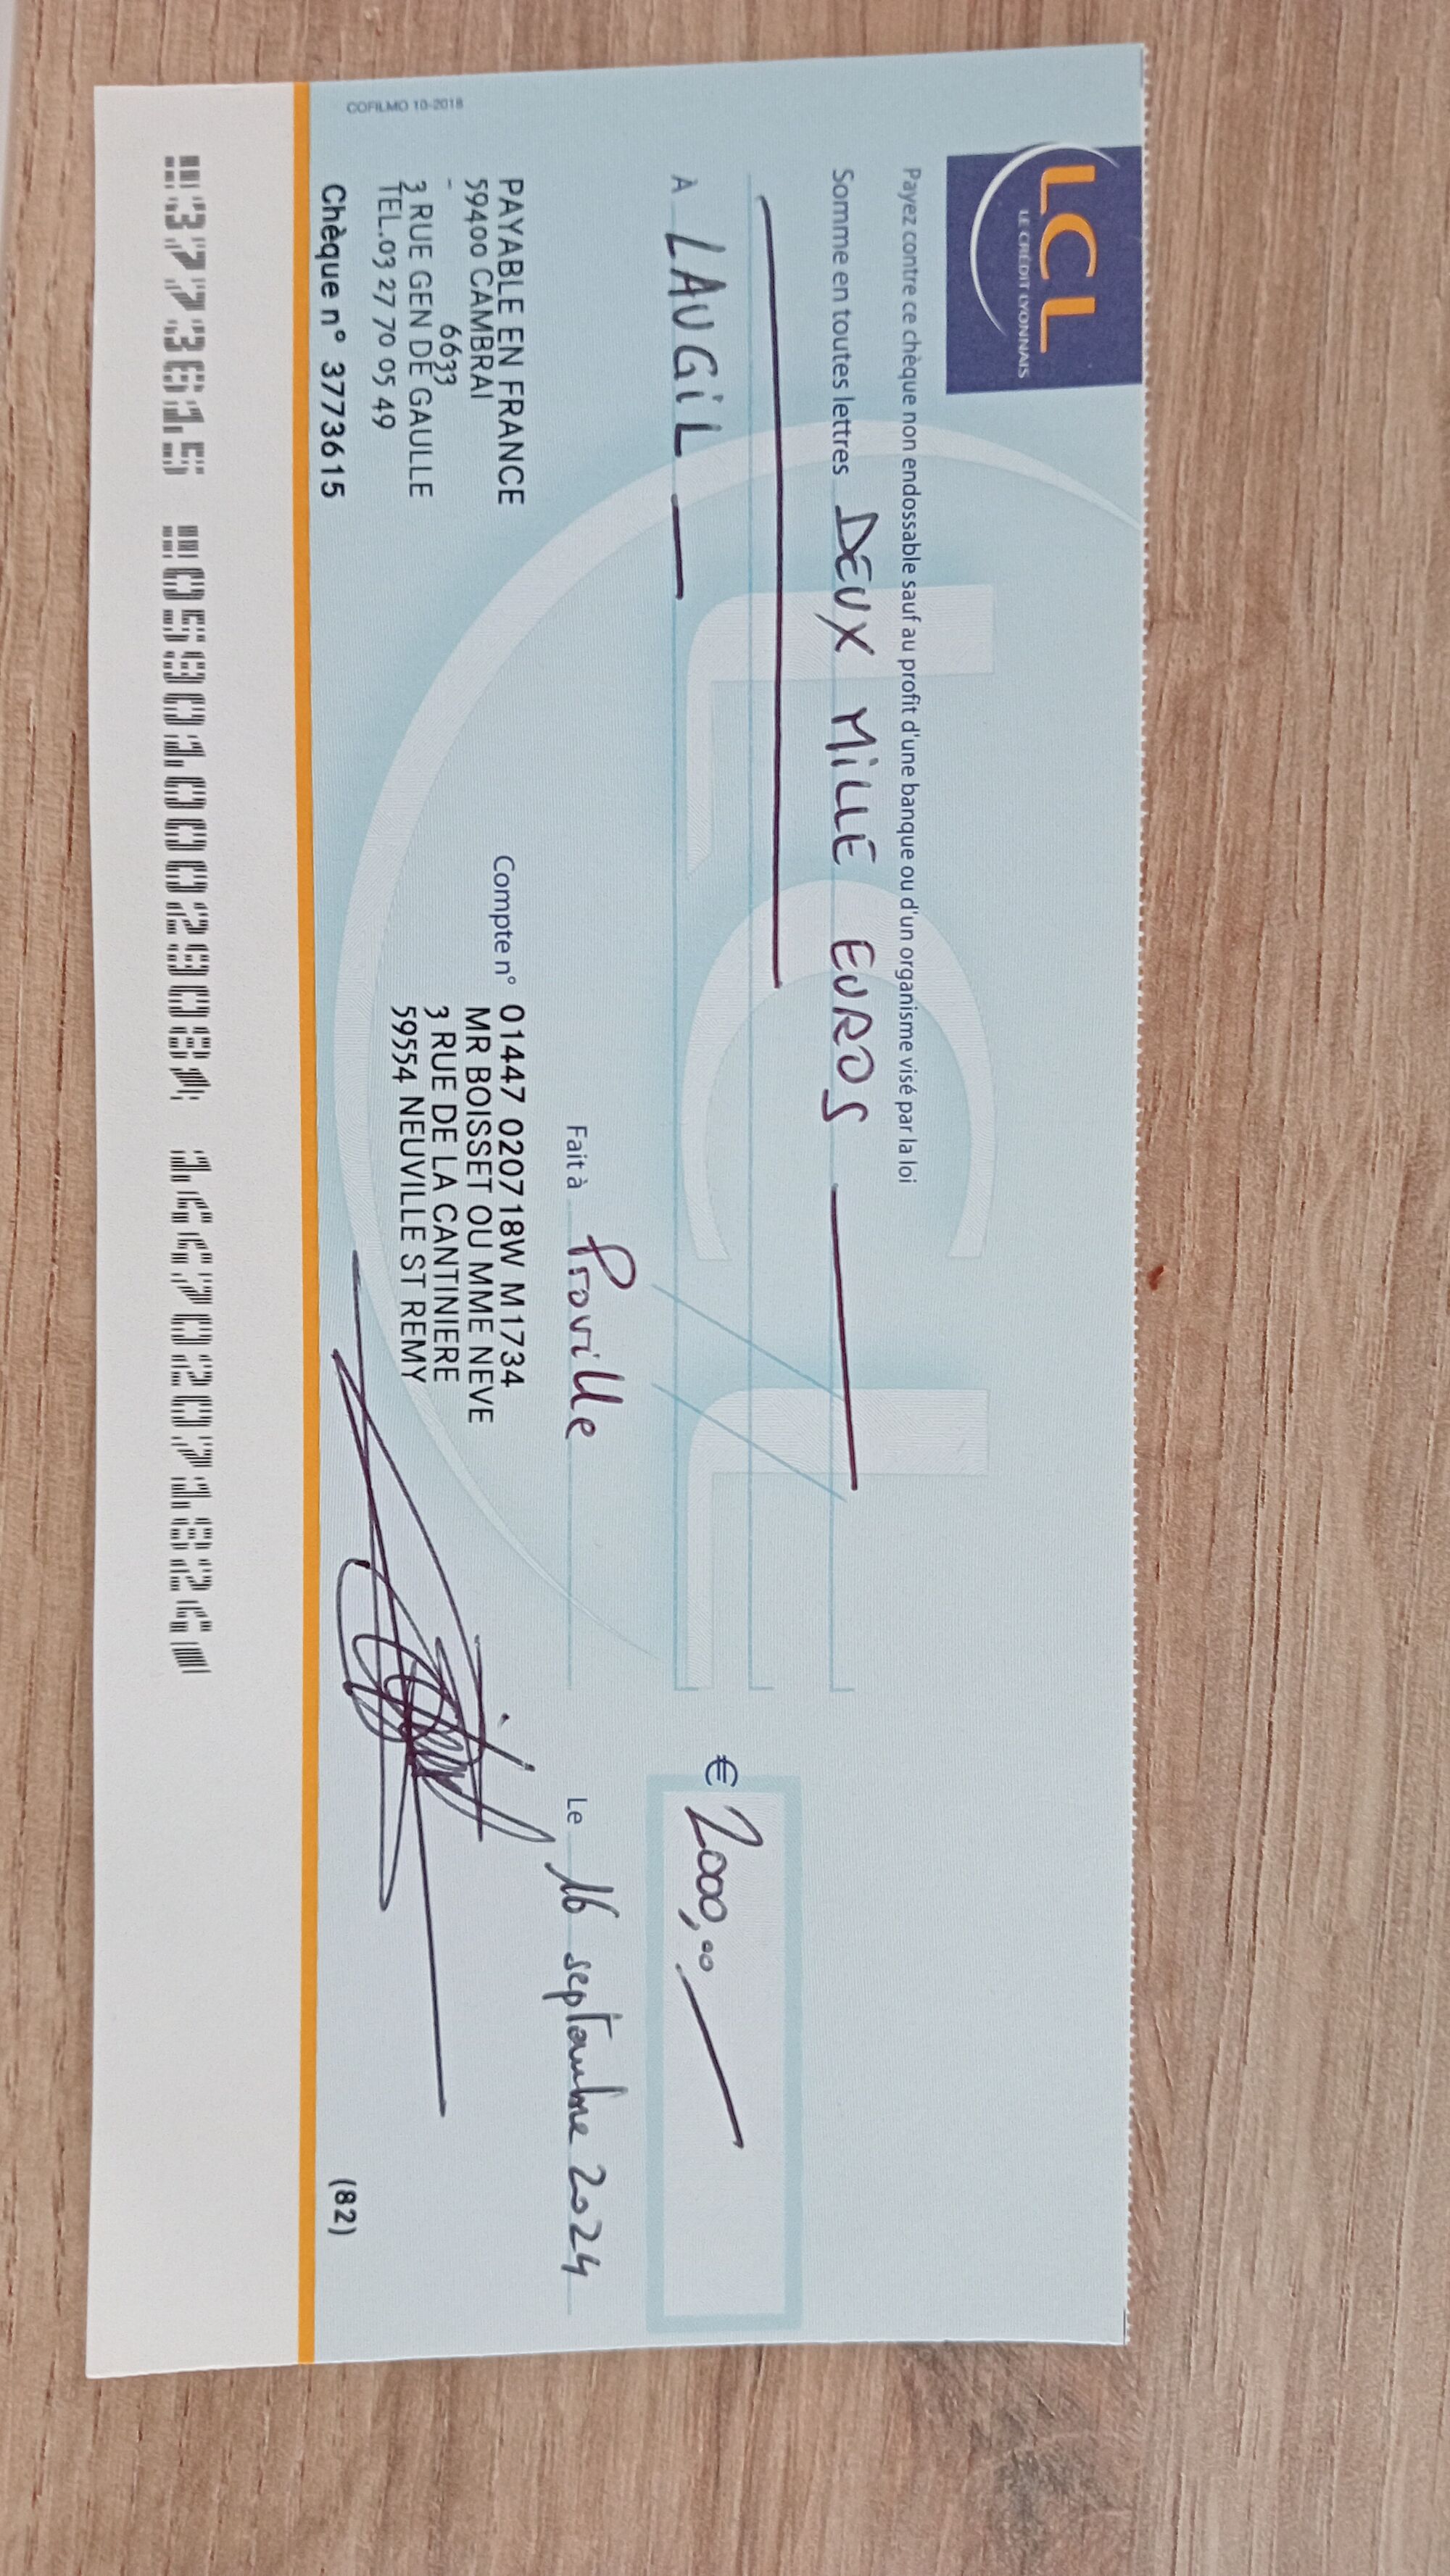 LCL
LE CRÉDIT LYONNAIS
Payez contre ce chèque non endossable sauf au profit d'une banque ou d'un organisme visé par la loi
Somme en toutes lettres DEUX MILLE EUROS
€ 2000,00
À LAUGIL
Fait à Proville
Le 16 septembre 2024
PAYABLE EN FRANCE
59400 CAMBRAI
6633
-
3 RUE GEN DE GAULLE
TEL.03 27 70 05 49
Compte n° 01447 020718W M1734
MR BOISSET OU MME NEVE
3 RUE DE LA CANTINIERE
59554 NEUVILLE ST REMY
Chèque n° 3773615
(82)
COFILMO 10-2018
3773615 059010029084 144702071824